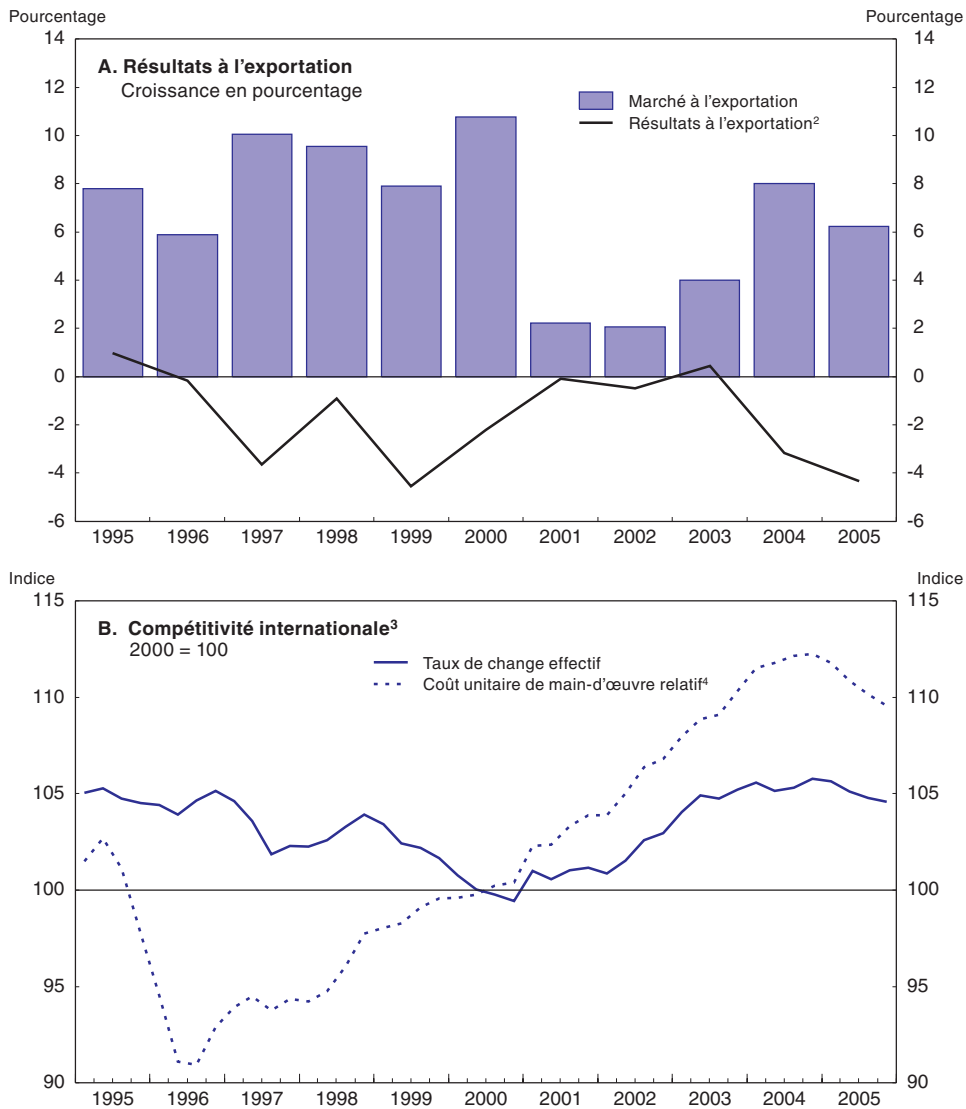 Pourcentage Pourcentage
14 14
A. Résultats à l'exportation
12 Croissance en pourcentage 12
Marché à l'exportation
10 Résultats à l'exportation² 10
8 8
6 6
4 4
2 2
0 0
-2 -2
-4 -4
-6 -6
1995 1996 1997 1998 1999 2000 2001 2002 2003 2004 2005
Indice Indice
115 115
B. Compétitivité internationale³
2000 = 100
Taux de change effectif
Coût unitaire de main-d'œuvre relatif⁴
110 110
105 105
100 100
95 95
90 90
1995 1996 1997 1998 1999 2000 2001 2002 2003 2004 2005